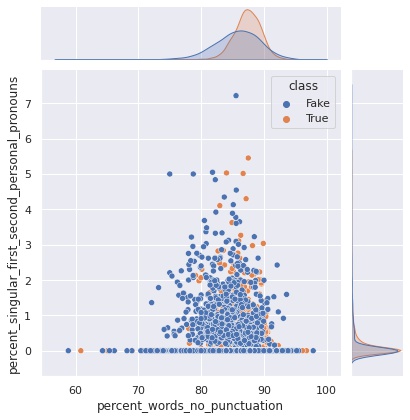 class
Fake
True
percent_singular_first_second_personal_pronouns
7
6
5
4
3
2
1
0
60 70 80 90 100
percent_words_no_punctuation